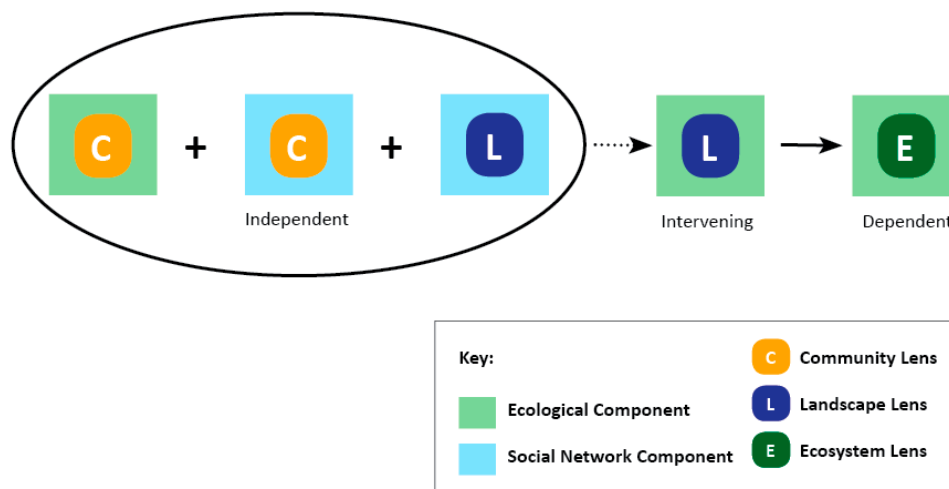 C + C + L L E
Independent Intervening Dependent
Key:
C Community Lens
Ecological Component
L Landscape Lens
Social Network Component
E Ecosystem Lens